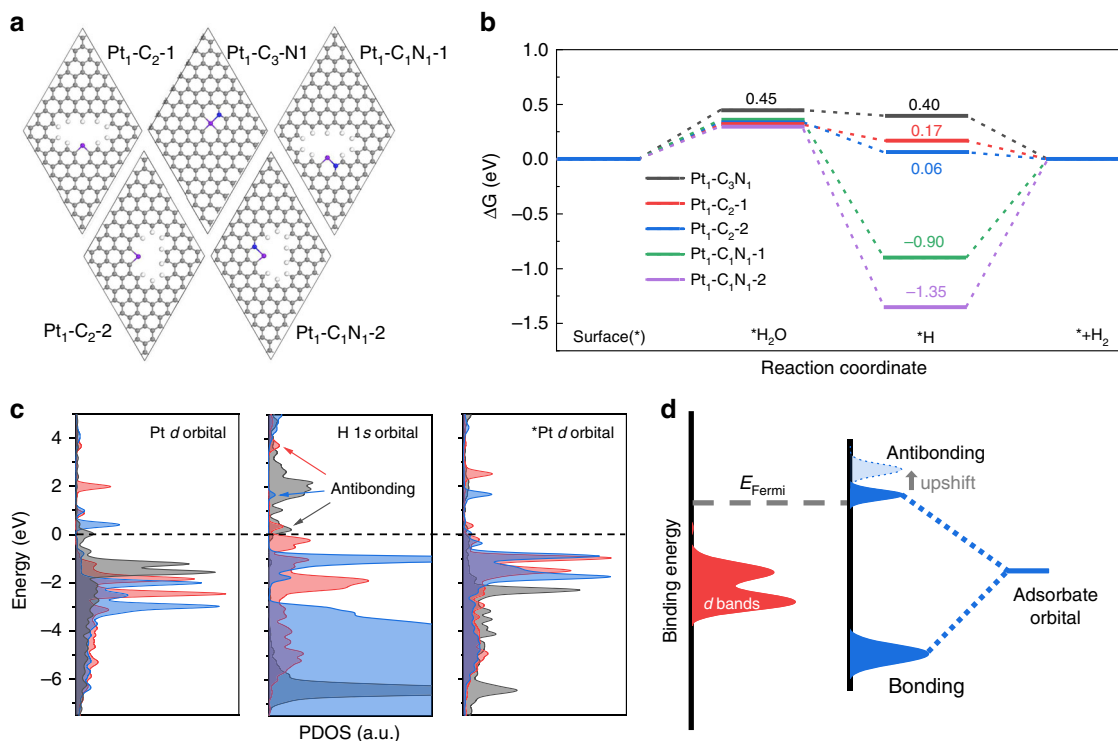 a
Pt₁-C₂-1
Pt₁-C₃-N1
Pt₁-C₁N₁-1
Pt₁-C₂-2
Pt₁-C₁N₁-2
b
1.0
0.5
0.0
−0.5
−1.0
−1.5
ΔG (eV)
0.45
0.40
0.17
0.06
−0.90
−1.35
Pt₁-C₃N₁
Pt₁-C₂-1
Pt₁-C₂-2
Pt₁-C₁N₁-1
Pt₁-C₁N₁-2
Surface(*)
*H₂O
*H
*+H₂
Reaction coordinate
c
Energy (eV)
4
2
0
−2
−4
−6
Pt d orbital
H 1s orbital
*Pt d orbital
Antibonding
PDOS (a.u.)
d
Binding energy
E_Fermi
d bands
Antibonding
upshift
Adsorbate
orbital
Bonding